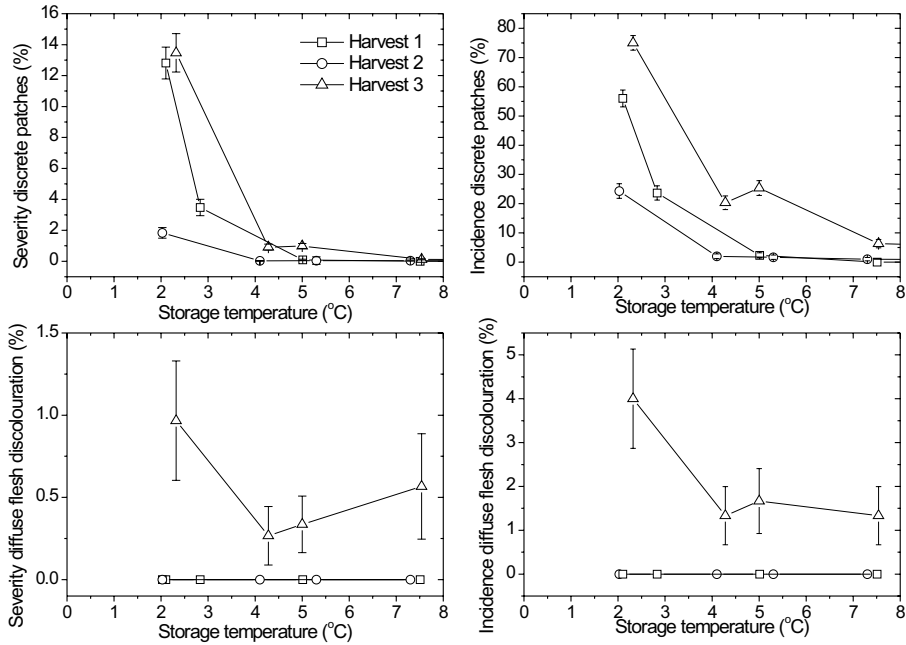 Severity discrete patches (%)
16
14
12
10
8
6
4
2
0
0 1 2 3 4 5 6 7 8
Storage temperature (°C)
Harvest 1
Harvest 2
Harvest 3
Incidence discrete patches (%)
80
70
60
50
40
30
20
10
0
0 1 2 3 4 5 6 7 8
Storage temperature (°C)
Severity diffuse flesh discolouration (%)
1.5
1.0
0.5
0.0
0 1 2 3 4 5 6 7 8
Storage temperature (°C)
Incidence diffuse flesh discolouration (%)
5
4
3
2
1
0
0 1 2 3 4 5 6 7 8
Storage temperature (°C)